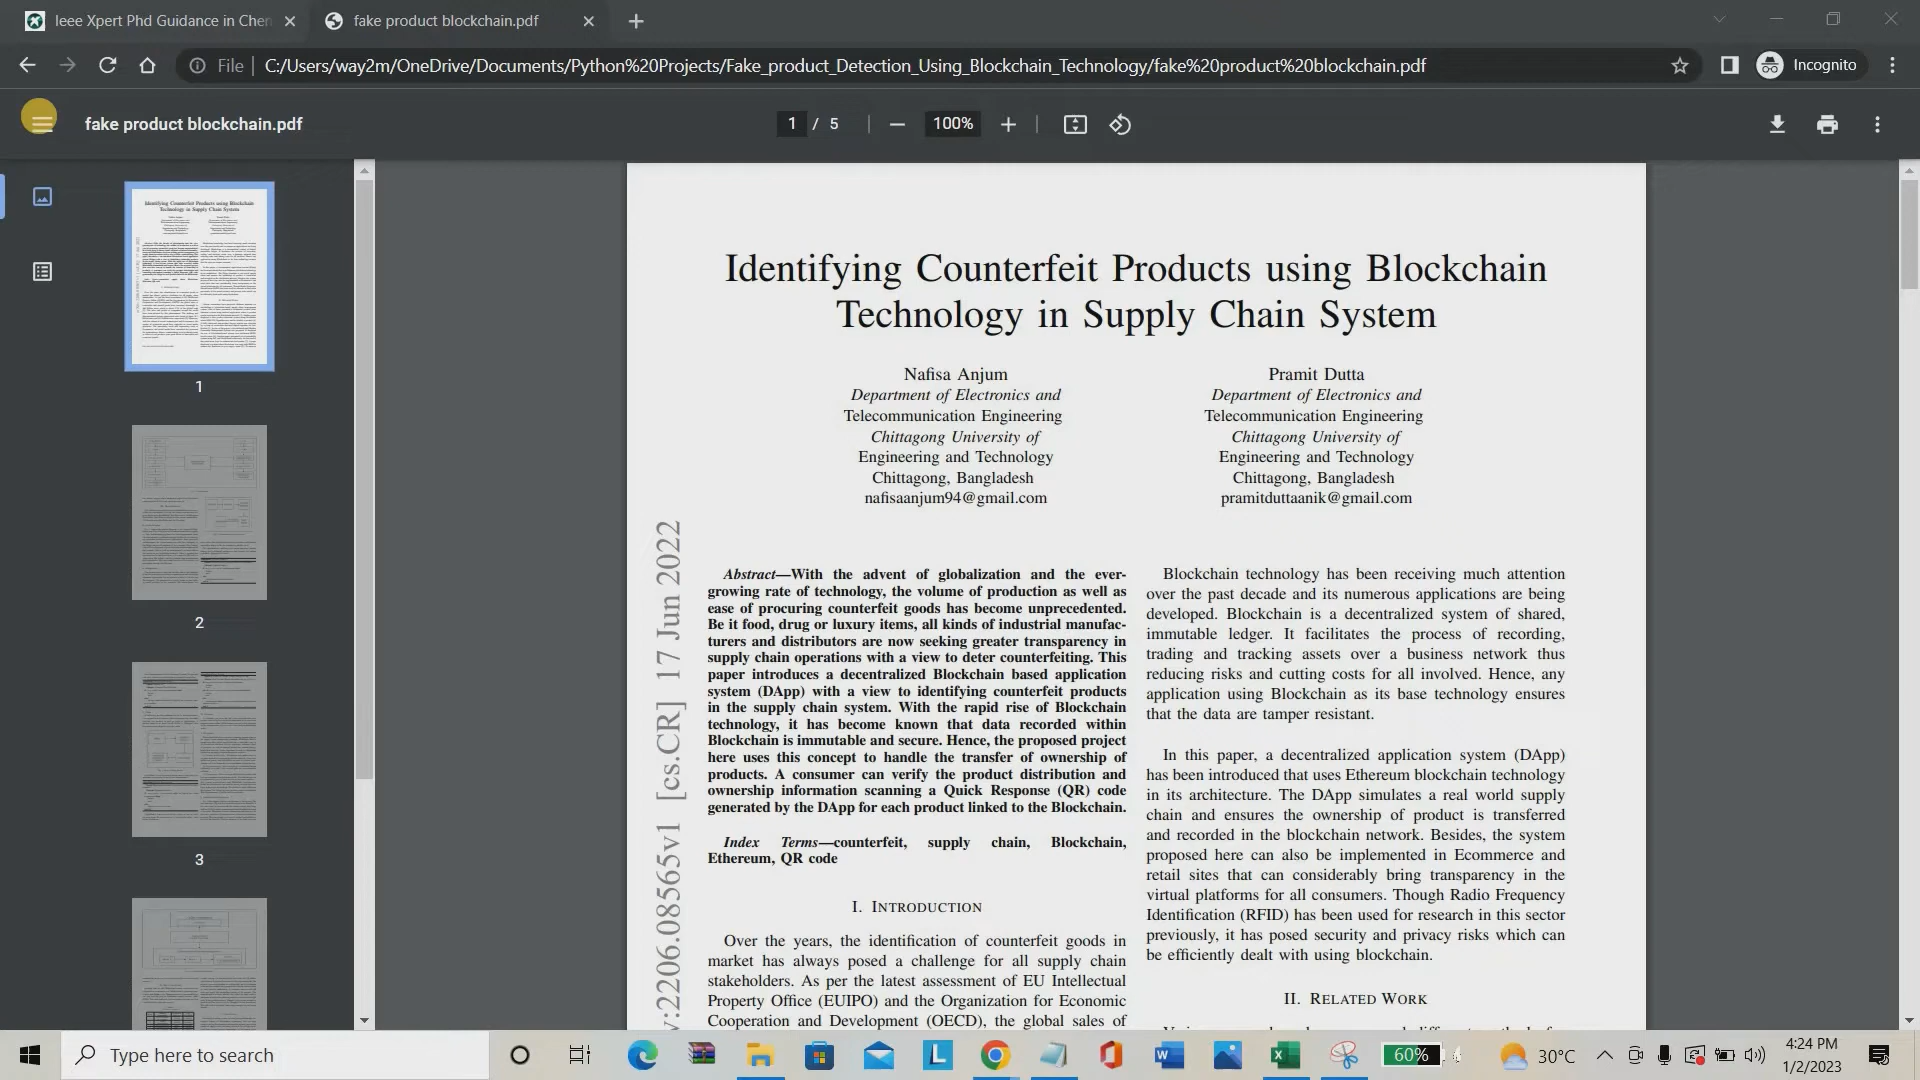 Ieee Xpert Phd Guidance in Chen
fake product blockchain.pdf
File
C:/Users/way2m/OneDrive/Documents/Python%20Projects/Fake_product_Detection_Using_Blockchain_Technology/fake%20product%20blockchain.pdf
Incognito
fake product blockchain.pdf
1 / 5
100%
1
2
3
Identifying Counterfeit Products using Blockchain
Technology in Supply Chain System
Nafisa Anjum
Department of Electronics and
Telecommunication Engineering
Chittagong University of
Engineering and Technology
Chittagong, Bangladesh
nafisaanjum94@gmail.com
Pramit Dutta
Department of Electronics and
Telecommunication Engineering
Chittagong University of
Engineering and Technology
Chittagong, Bangladesh
pramitduttaanik@gmail.com
v:2206.08565v1 [cs.CR] 17 Jun 2022
Abstract—With the advent of globalization and the ever-
growing rate of technology, the volume of production as well as
ease of procuring counterfeit goods has become unprecedented.
Be it food, drug or luxury items, all kinds of industrial manufac-
turers and distributors are now seeking greater transparency in
supply chain operations with a view to deter counterfeiting. This
paper introduces a decentralized Blockchain based application
system (DApp) with a view to identifying counterfeit products
in the supply chain system. With the rapid rise of Blockchain
technology, it has become known that data recorded within
Blockchain is immutable and secure. Hence, the proposed project
here uses this concept to handle the transfer of ownership of
products. A consumer can verify the product distribution and
ownership information scanning a Quick Response (QR) code
generated by the DApp for each product linked to the Blockchain.
Index Terms—counterfeit, supply chain, Blockchain,
Ethereum, QR code
I. INTRODUCTION
Over the years, the identification of counterfeit goods in
market has always posed a challenge for all supply chain
stakeholders. As per the latest assessment of EU Intellectual
Property Office (EUIPO) and the Organization for Economic
Cooperation and Development (OECD), the global sales of
Blockchain technology has been receiving much attention
over the past decade and its numerous applications are being
developed. Blockchain is a decentralized system of shared,
immutable ledger. It facilitates the process of recording,
trading and tracking assets over a business network thus
reducing risks and cutting costs for all involved. Hence, any
application using Blockchain as its base technology ensures
that the data are tamper resistant.
In this paper, a decentralized application system (DApp)
has been introduced that uses Ethereum blockchain technology
in its architecture. The DApp simulates a real world supply
chain and ensures the ownership of product is transferred
and recorded in the blockchain network. Besides, the system
proposed here can also be implemented in Ecommerce and
retail sites that can considerably bring transparency in the
virtual platforms for all consumers. Though Radio Frequency
Identification (RFID) has been used for research in this sector
previously, it has posed security and privacy risks which can
be efficiently dealt with using blockchain.
II. RELATED WORK
Type here to search
60%
30°C
4:24 PM
1/2/2023